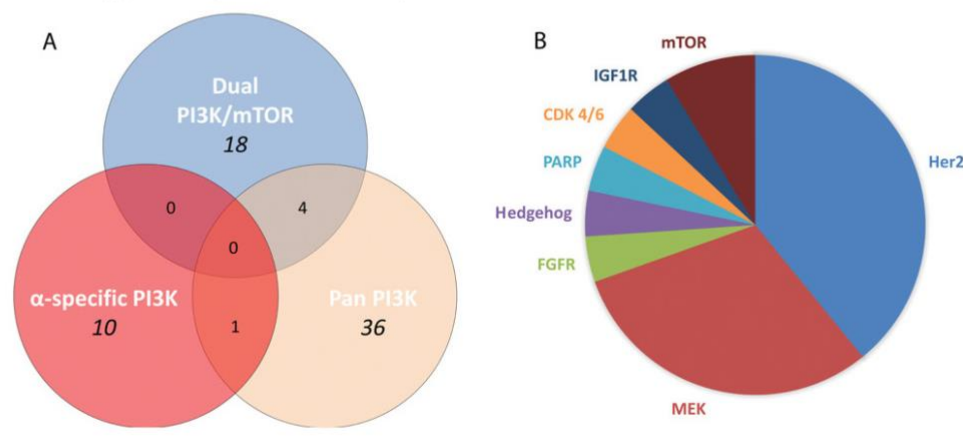 A
Dual
PI3K/mTOR
18
0
4
0
α-specific PI3K
10
1
Pan PI3K
36
B
mTOR
IGF1R
CDK 4/6
PARP
Hedgehog
FGFR
MEK
Her2